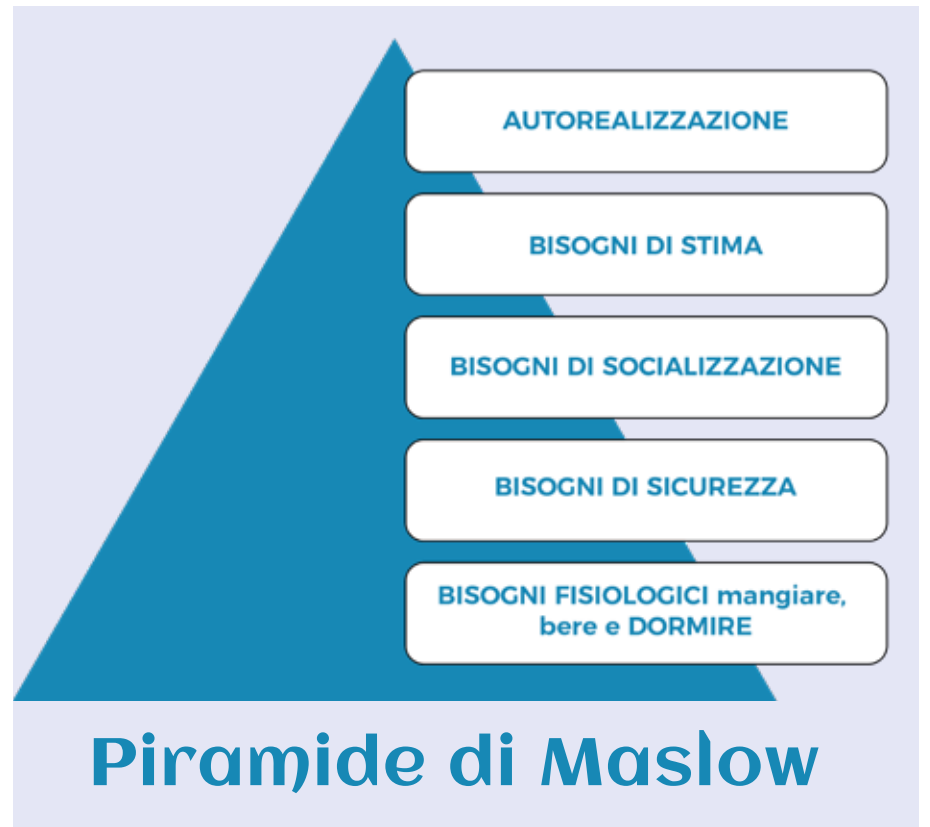 AUTOREALIZZAZIONE
BISOGNI DI STIMA
BISOGNI DI SOCIALIZZAZIONE
BISOGNI DI SICUREZZA
BISOGNI FISIOLOGICI mangiare,
bere e DORMIRE
Piramide di Maslow